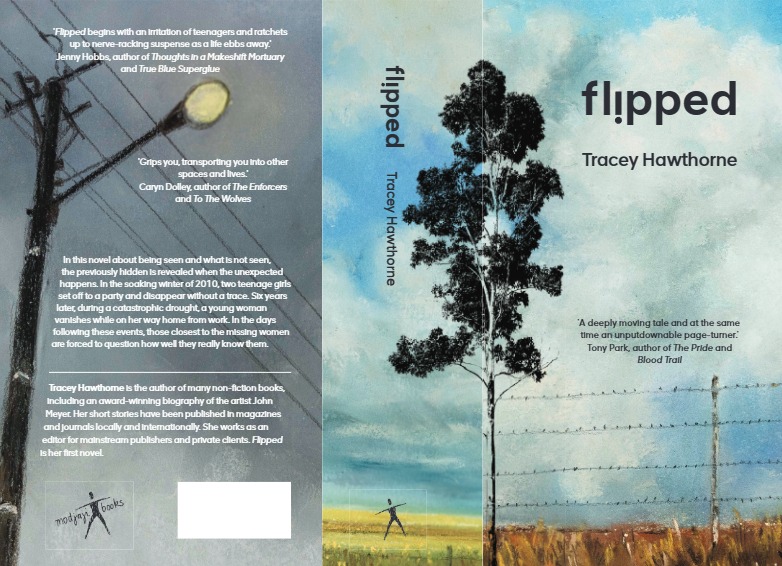 'Flipped begins with an irritation of teenagers and ratchets
up to nerve-racking suspense as a life ebbs away.'
Jenny Hobbs, author of Thoughts in a Makeshift Mortuary
and True Blue Superglue
'Grips you, transporting you into other
spaces and lives.'
Caryn Dolley, author of The Enforcers
and To The Wolves
In this novel about being seen and what is not seen,
the previously hidden is revealed when the unexpected
happens. In the soaking winter of 2010, two teenage girls
set off to a party and disappear without a trace. Six years
later, during a catastrophic drought, a young woman
vanishes while on her way home from work. In the days
following these events, those closest to the missing women
are forced to question how well they really know them.
Tracey Hawthorne is the author of many non-fiction books,
including an award-winning biography of the artist John
Meyer. Her short stories have been published in magazines
and journals locally and internationally. She works as an
editor for mainstream publishers and private clients. Flipped
is her first novel.
modjaji books
flipped
Tracey Hawthorne
flipped
Tracey Hawthorne
'A deeply moving tale and at the same
time an unputdownable page-turner.'
Tony Park, author of The Pride and
Blood Trail